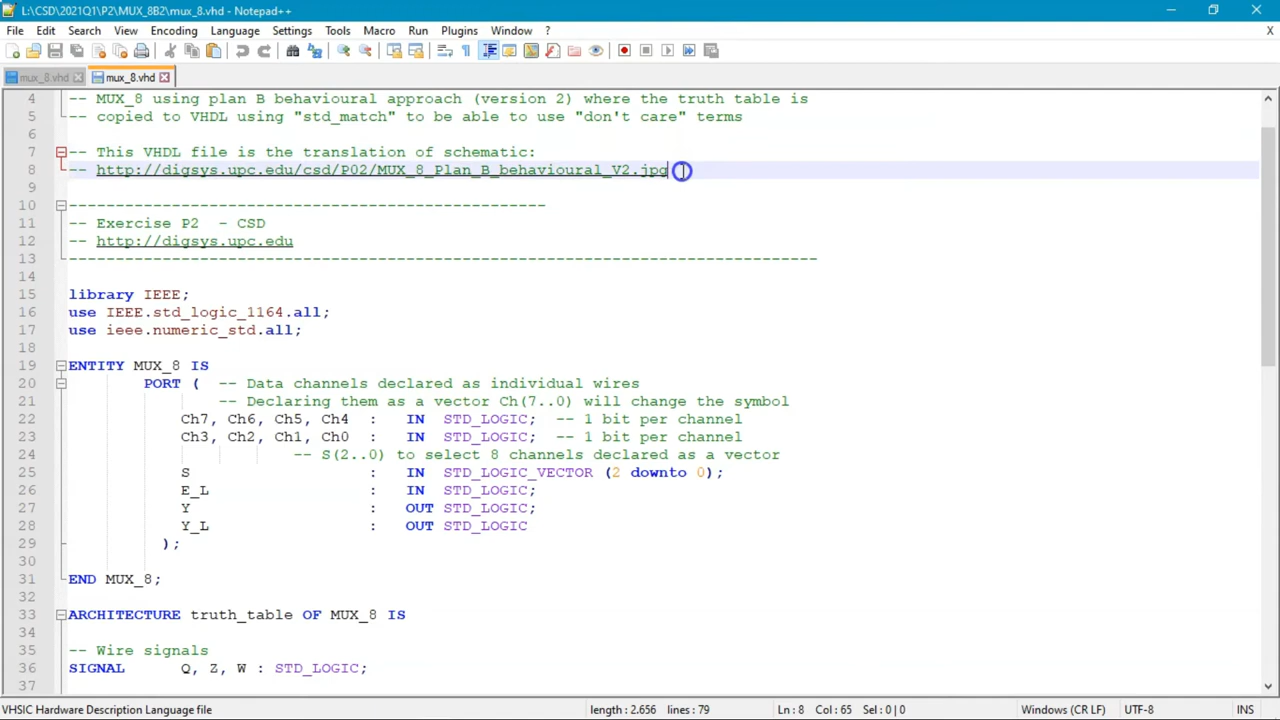 L:\CSD\2021Q1\P2\MUX_8B2\mux_8.vhd - Notepad++
File Edit Search View Encoding Language Settings Tools Macro Run Plugins Window ? X
mux_8.vhd mux_8.vhd
4 -- MUX_8 using plan B behavioural approach (version 2) where the truth table is
5 -- copied to VHDL using "std_match" to be able to use "don't care" terms
6
7 -- This VHDL file is the translation of schematic:
8 -- http://digsys.upc.edu/csd/P02/MUX_8_Plan_B_behavioural_V2.jpg
9
10 ---------------------------------------------------
11 -- Exercise P2  - CSD
12 -- http://digsys.upc.edu
13 --------------------------------------------------------------------------------
14
15 library IEEE;
16 use IEEE.std_logic_1164.all;
17 use ieee.numeric_std.all;
18
19 ENTITY MUX_8 IS
20 PORT (  -- Data channels declared as individual wires
21 -- Declaring them as a vector Ch(7..0) will change the symbol
22 Ch7, Ch6, Ch5, Ch4  :   IN  STD_LOGIC;  -- 1 bit per channel
23 Ch3, Ch2, Ch1, Ch0  :   IN  STD_LOGIC;  -- 1 bit per channel
24 -- S(2..0) to select 8 channels declared as a vector
25 S                   :   IN  STD_LOGIC_VECTOR (2 downto 0);
26 E_L                 :   IN  STD_LOGIC;
27 Y                   :   OUT STD_LOGIC;
28 Y_L                 :   OUT STD_LOGIC
29 );
30
31 END MUX_8;
32
33 ARCHITECTURE truth_table OF MUX_8 IS
34
35 -- Wire signals
36 SIGNAL      Q, Z, W : STD_LOGIC;
37
VHSIC Hardware Description Language file length : 2.656 lines : 79 Ln : 8 Col : 65 Sel : 0 | 0 Windows (CR LF) UTF-8 INS